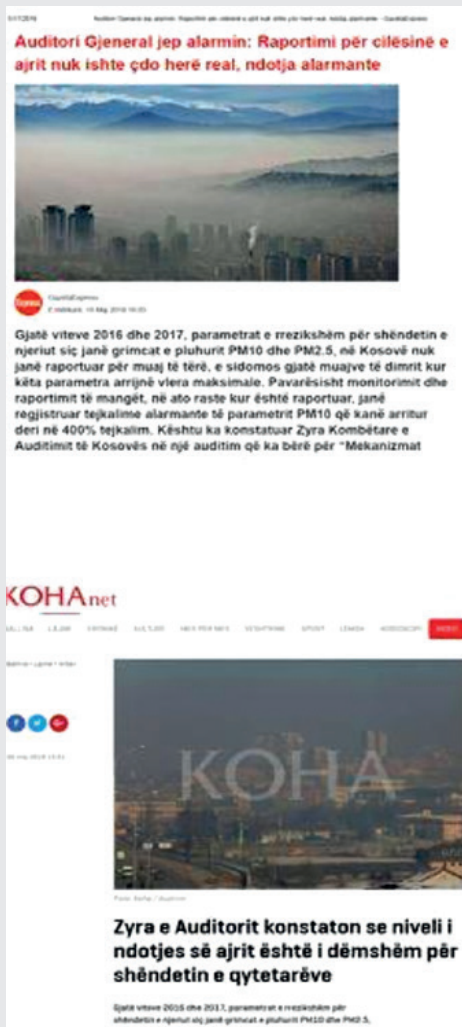 Auditori Gjeneral jep alarmin: Raportimi për cilësinë e
ajrit nuk ishte çdo herë real, ndotja alarmante
Gjatë viteve 2016 dhe 2017, parametrat e rrezikshëm për shëndetin e
njeriut siç janë grimcat e pluhurit PM10 dhe PM2.5, në Kosovë nuk
janë raportuar për muaj të tërë, e sidomos gjatë muajve të dimrit kur
këta parametra arrijnë vlera maksimale. Pavarësisht monitorimit dhe
raportimit të mangët, në ato raste kur është raportuar, janë
regjistruar tejkalime alarmante të parametrit PM10 që kanë arritur
deri në 400% tejkalim. Kështu ka konstatuar Zyra Kombëtare e
Auditimit të Kosovës në një auditim që ka bërë për "Mekanizmat
KOHAnet
KOHA
Zyra e Auditorit konstaton se niveli i
ndotjes së ajrit është i dëmshëm për
shëndetin e qytetarëve
Gjatë viteve 2016 dhe 2017, parametrat e rrezikshëm për
shëndetin e njeriut siç janë grimcat e pluhurit PM10 dhe PM2.5,